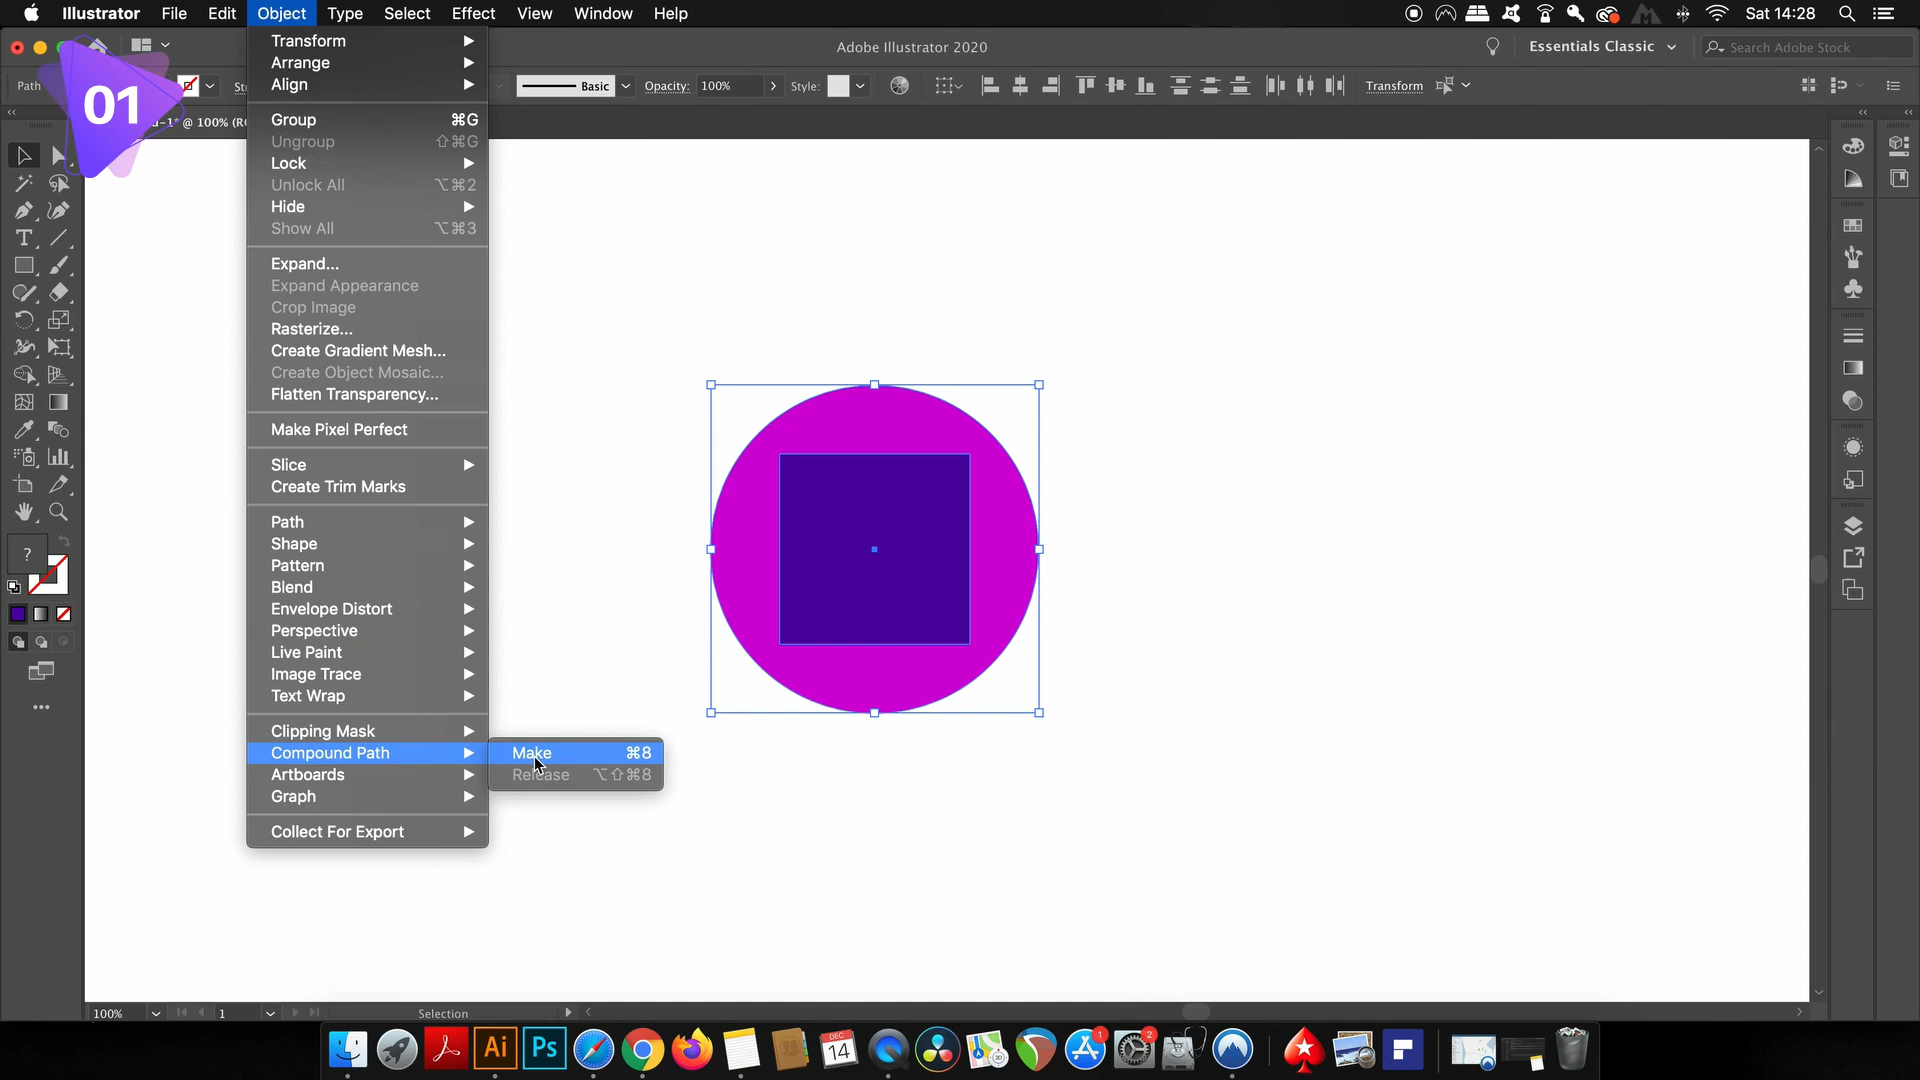 Illustrator File Edit Object Type Select Effect View Window Help
Sat 14:28
Adobe Illustrator 2020
Essentials Classic
Search Adobe Stock
Path
01
Basic
Opacity: 100%
Style:
Transform
@ 100%
Transform
Arrange
Align
Group ⌘G
Ungroup ⇧⌘G
Lock
Unlock All ⌥⌘2
Hide
Show All ⌥⌘3
Expand...
Expand Appearance
Crop Image
Rasterize...
Create Gradient Mesh...
Create Object Mosaic...
Flatten Transparency...
Make Pixel Perfect
Slice
Create Trim Marks
Path
Shape
Pattern
Blend
Envelope Distort
Perspective
Live Paint
Image Trace
Text Wrap
Clipping Mask
Compound Path
Make ⌘8
Release ⌥⇧⌘8
Artboards
Graph
Collect For Export
?
100%
1
Selection
Ai
Ps
DEC
14
1
2